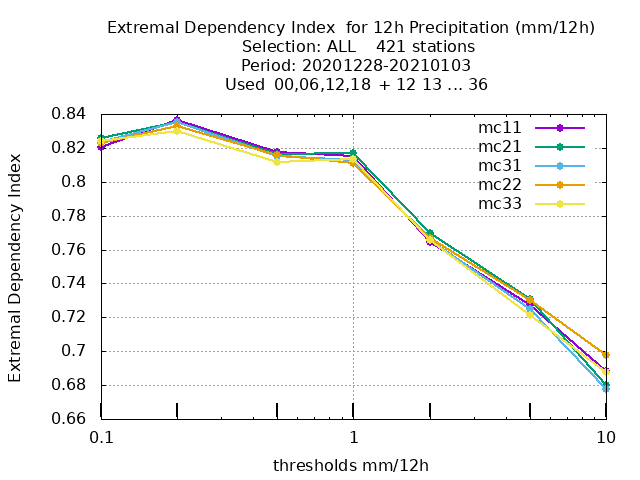 Extremal Dependency Index  for 12h Precipitation (mm/12h)
Selection: ALL    421 stations
Period: 20201228-20210103
Used  00,06,12,18  + 12 13 ... 36
Extremal Dependency Index
0.84
0.82
0.8
0.78
0.76
0.74
0.72
0.7
0.68
0.66
mc11
mc21
mc31
mc22
mc33
0.1
1
10
thresholds mm/12h